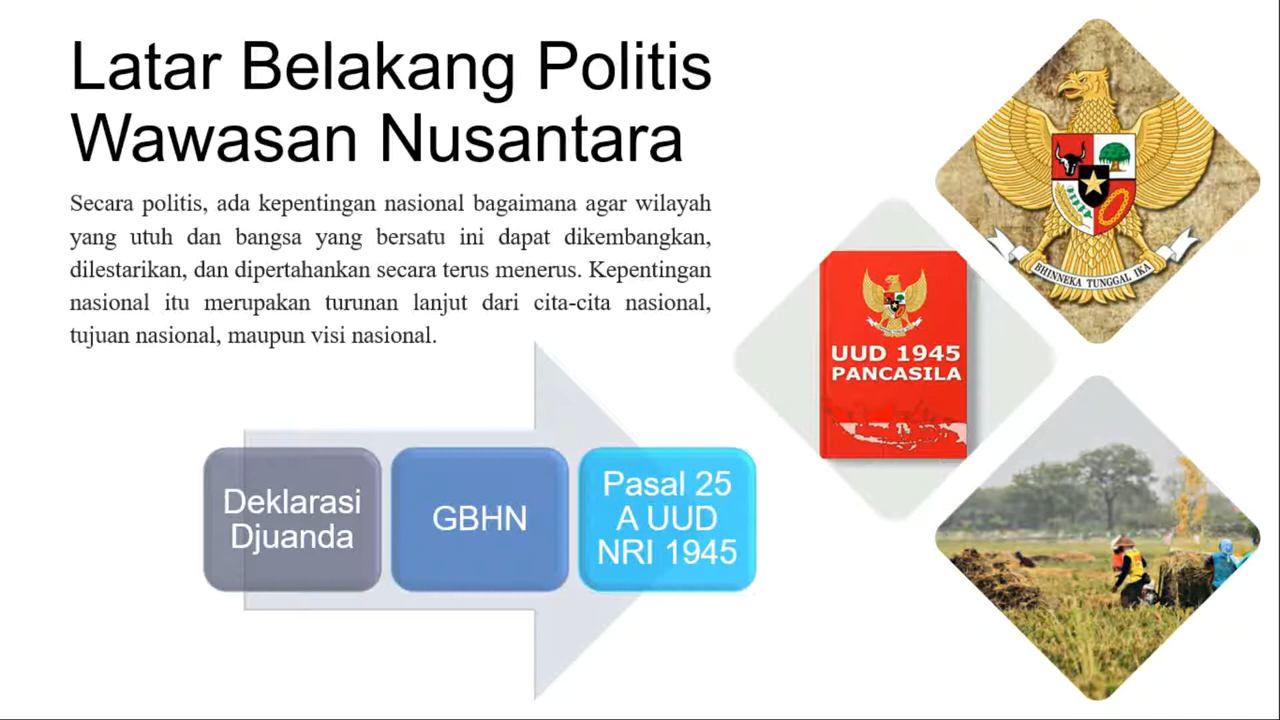 Latar Belakang Politis
Wawasan Nusantara
Secara politis, ada kepentingan nasional bagaimana agar wilayah
yang utuh dan bangsa yang bersatu ini dapat dikembangkan,
dilestarikan, dan dipertahankan secara terus menerus. Kepentingan
nasional itu merupakan turunan lanjut dari cita-cita nasional,
tujuan nasional, maupun visi nasional.
Deklarasi
Djuanda
GBHN
Pasal 25
A UUD
NRI 1945
UUD 1945
PANCASILA
BHINNEKA TUNGGAL IKA